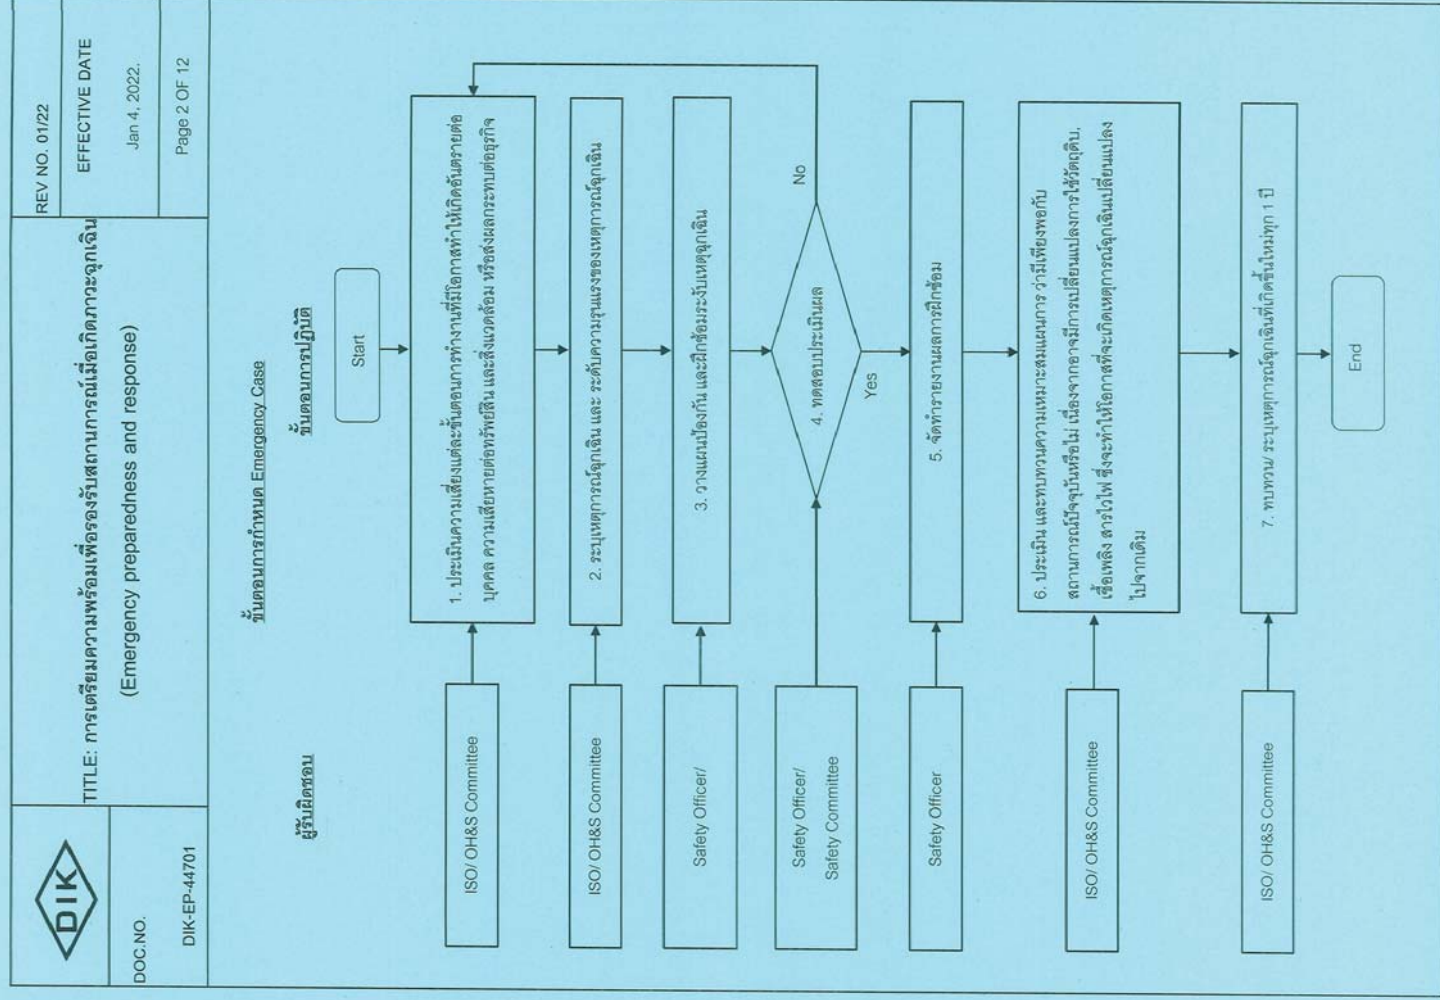 DIK
DOC.NO.
DIK-EP-44701
TITLE: การเตรียมความพร้อมเพื่อรองรับสถานการณ์เมื่อเกิดภาวะฉุกเฉิน
(Emergency preparedness and response)
REV NO. 01/22
EFFECTIVE DATE
Jan 4, 2022.
Page 2 OF 12
ขั้นตอนการกำหนด Emergency Case
ผู้รับผิดชอบ
ขั้นตอนการปฏิบัติ
Start
ISO/ OH&S Committee
1. ประเมินความเสี่ยงแต่ละขั้นตอนการทำงานที่มีโอกาสทำให้เกิดอันตรายต่อ
บุคคล ความเสียหายต่อทรัพย์สิน และสิ่งแวดล้อม หรือส่งผลกระทบต่อธุรกิจ
ISO/ OH&S Committee
2. ระบุเหตุการณ์ฉุกเฉิน และ ระดับความรุนแรงของเหตุการณ์ฉุกเฉิน
Safety Officer/
3. วางแผนป้องกัน และฝึกซ้อมระงับเหตุฉุกเฉิน
Safety Officer/
Safety Committee
4. ทดสอบประเมินผล
No
Yes
Safety Officer
5. จัดทำรายงานผลการฝึกซ้อม
ISO/ OH&S Committee
6. ประเมิน และทบทวนความเหมาะสมแผนการ ว่ามีเพียงพอกับ
สถานการณ์ปัจจุบันหรือไม่ เนื่องจากอาจมีการเปลี่ยนแปลงการใช้วัตถุดิบ,
เชื้อเพลิง สารไวไฟ ซึ่งจะทำให้โอกาสที่จะเกิดเหตุการณ์ฉุกเฉินเปลี่ยนแปลง
ไปจากเดิม
ISO/ OH&S Committee
7. ทบทวน/ ระบุเหตุการณ์ฉุกเฉินที่เกิดขึ้นใหม่ทุก 1 ปี
End